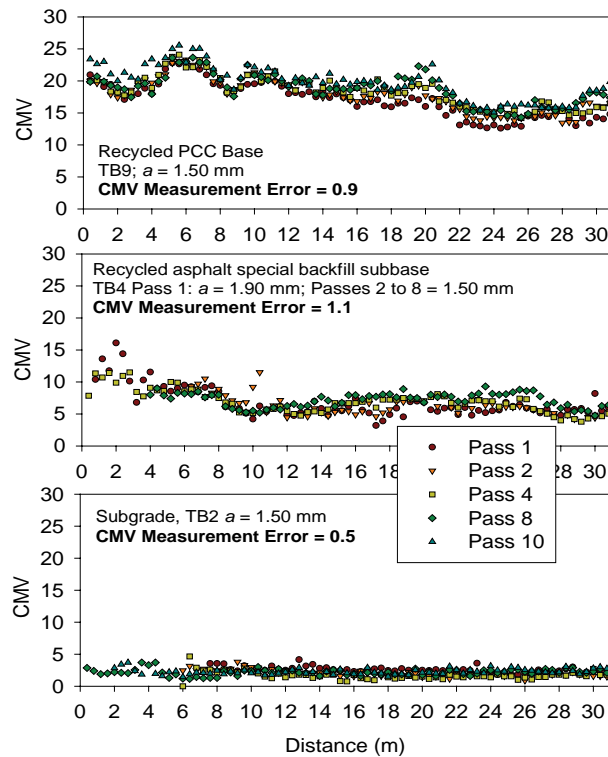 30
25
20
15
10
5
0
CMV
Recycled PCC Base
TB9; a = 1.50 mm
CMV Measurement Error = 0.9
0 2 4 6 8 10 12 14 16 18 20 22 24 26 28 30
30
25
20
15
10
5
0
CMV
Recycled asphalt special backfill subbase
TB4 Pass 1: a = 1.90 mm; Passes 2 to 8 = 1.50 mm
CMV Measurement Error = 1.1
0 2 4 6 8 10 12 14 16 18 20 22 24 26 28 30
Pass 1
Pass 2
Pass 4
Pass 8
Pass 10
30
25
20
15
10
5
0
CMV
Subgrade, TB2 a = 1.50 mm
CMV Measurement Error = 0.5
0 2 4 6 8 10 12 14 16 18 20 22 24 26 28 30
Distance (m)